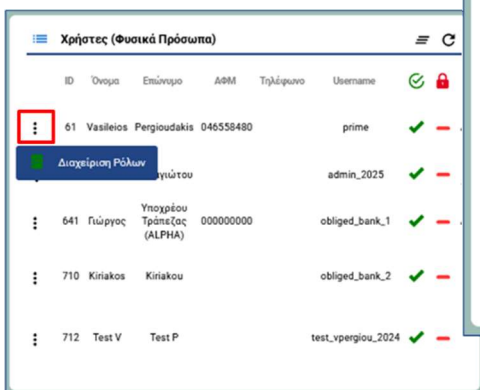 Χρήστες (Φυσικά Πρόσωπα)
ID Όνομα Επώνυμο ΑΦΜ Τηλέφωνο Username
61 Vasileios Pergioudakis 046558480 prime
Διαχείριση Ρόλων
admin_2025
641 Γιώργος Υποχρέου Τράπεζας (ALPHA) 000000000 obliged_bank_1
710 Kiriakos Kiriakou obliged_bank_2
712 Test V Test P test_vpergiou_2024